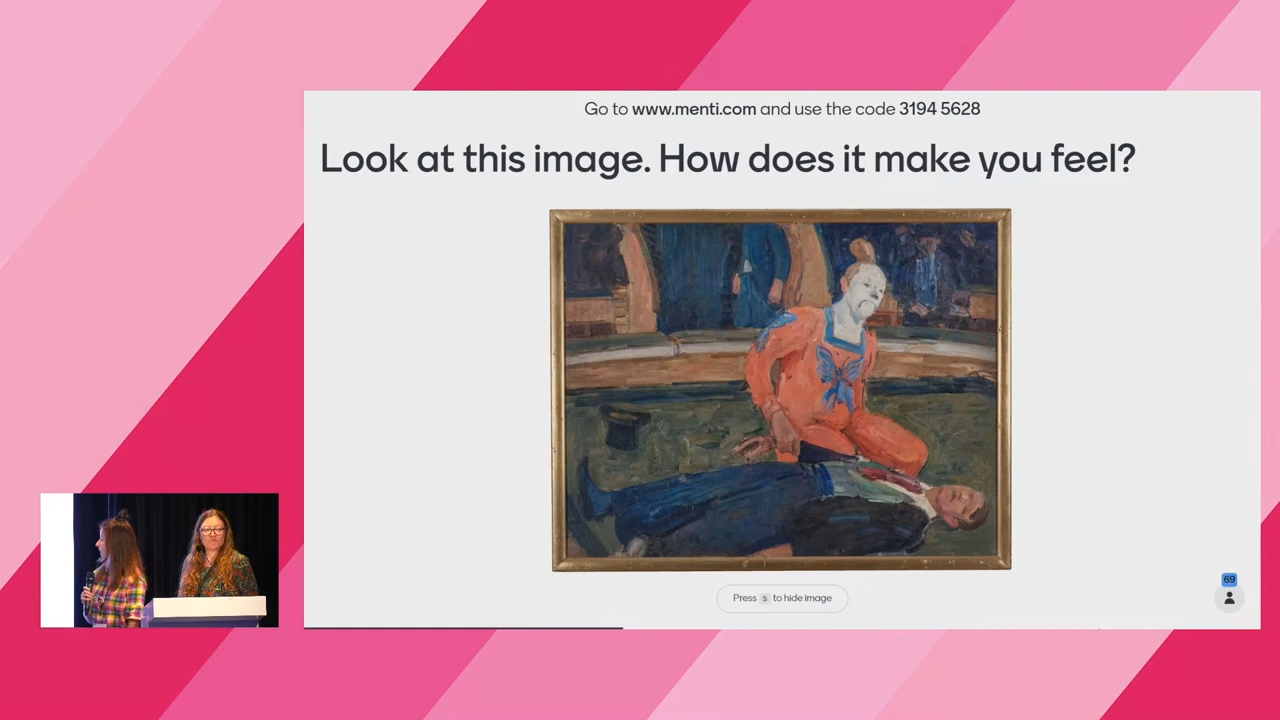 Go to www.menti.com and use the code 3194 5628
Look at this image. How does it make you feel?
Press s to hide image
69